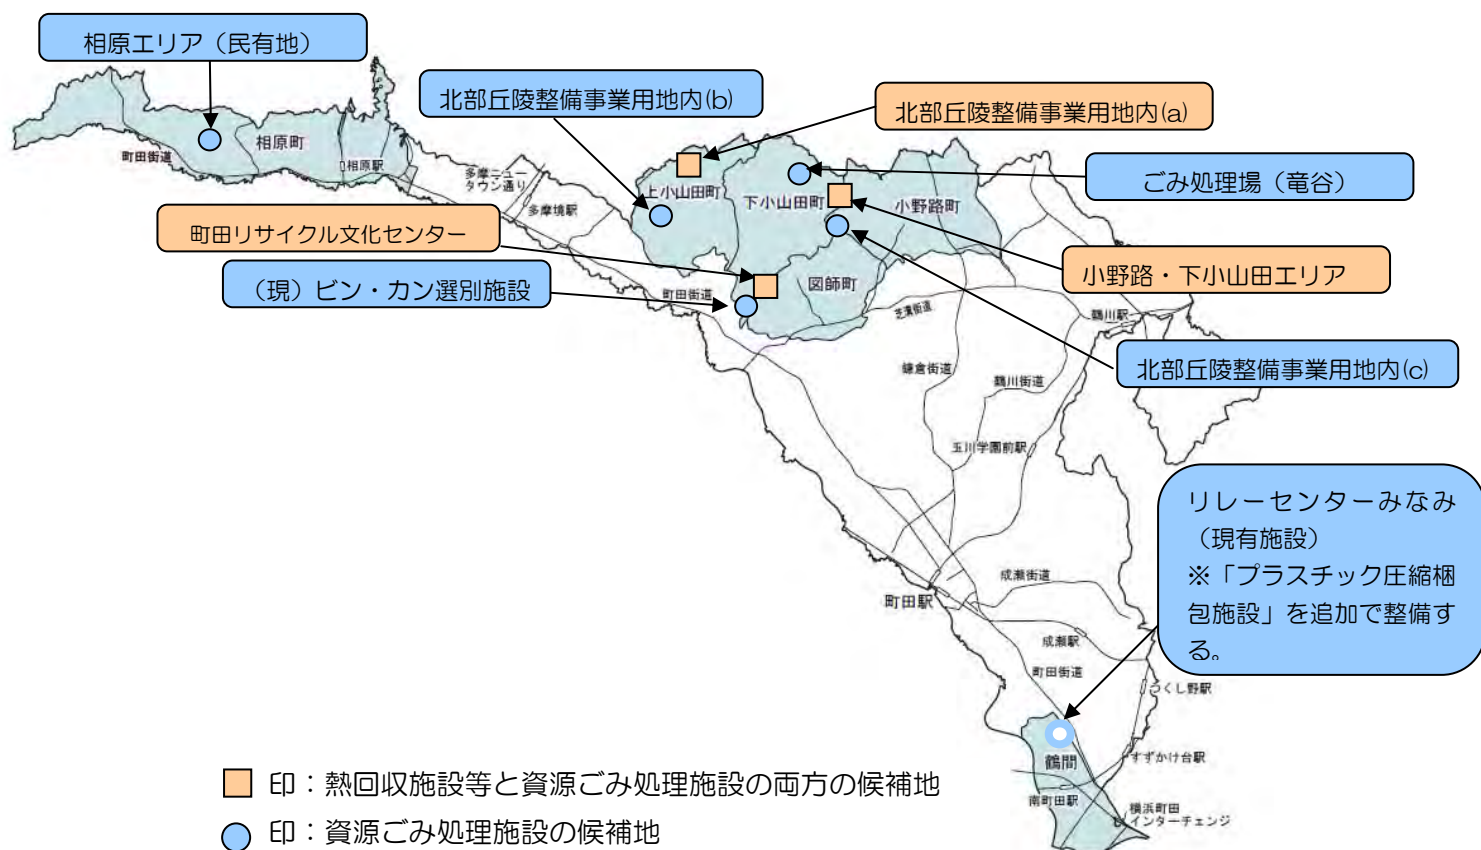 相原エリア（民有地）
北部丘陵整備事業用地内(b)
北部丘陵整備事業用地内(a)
ごみ処理場（竜谷）
町田リサイクル文化センター
（現）ビン・カン選別施設
小野路・下小山田エリア
北部丘陵整備事業用地内(c)
町田街道
相原町
相原駅
多摩ニュー
タウン通り
多摩境駅
上小山田町
下小山田町
小野路町
図師町
町田街道
芝溝街道
鶴川駅
鎌倉街道
鶴川街道
玉川学園前駅
リレーセンターみなみ
（現有施設）
※「プラスチック圧縮梱
包施設」を追加で整備す
る。
成瀬街道
町田駅
成瀬駅
町田街道
つくし野駅
鶴間
すずかけ台駅
南町田駅
横浜町田
インターチェンジ
印：熱回収施設等と資源ごみ処理施設の両方の候補地
印：資源ごみ処理施設の候補地